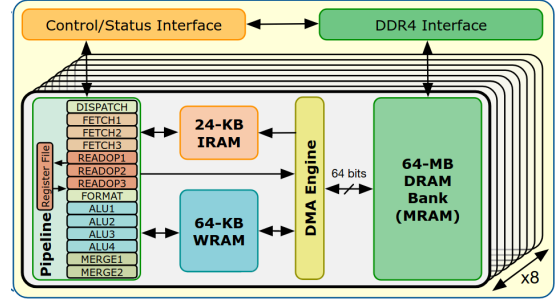 Control/Status Interface
DDR4 Interface
Pipeline
Register File
DISPATCH
FETCH1
FETCH2
FETCH3
READOP1
READOP2
READOP3
FORMAT
ALU1
ALU2
ALU3
ALU4
MERGE1
MERGE2
24-KB
IRAM
64-KB
WRAM
DMA Engine
64 bits
64-MB
DRAM
Bank
(MRAM)
x8